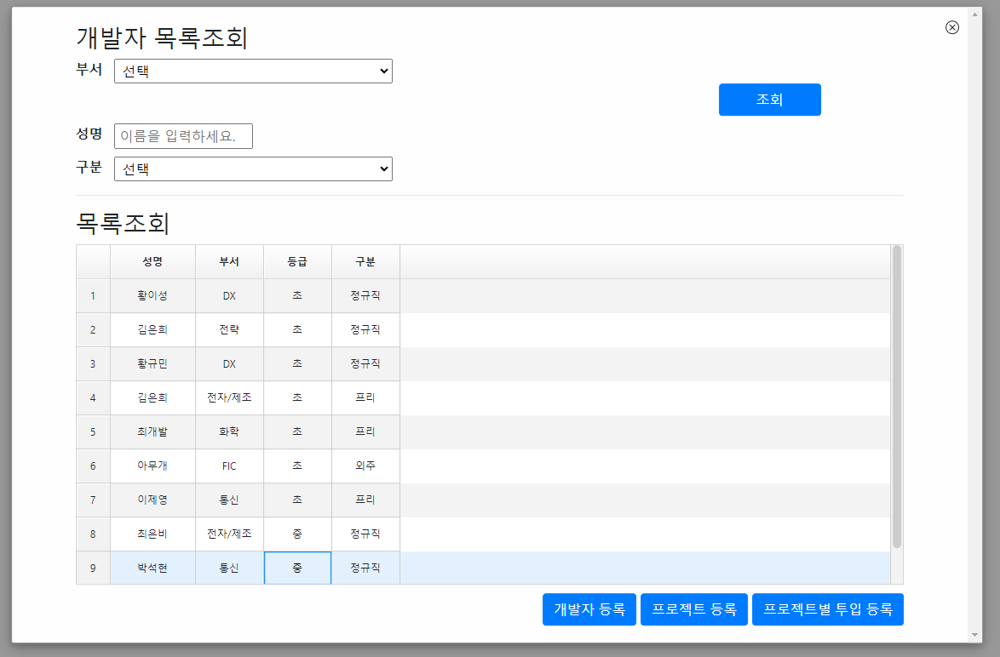 개발자 목록조회
부서 선택
조회
성명 이름을 입력하세요.
구분 선택
목록조회
성명 부서 등급 구분
1 황이성 DX 초 정규직
2 김은희 전략 초 정규직
3 황규민 DX 초 정규직
4 김은희 전자/제조 초 프리
5 최개발 화학 초 프리
6 아무개 FIC 초 외주
7 이제영 통신 초 프리
8 최은비 전자/제조 중 정규직
9 박석현 통신 중 정규직
개발자 등록 프로젝트 등록 프로젝트별 투입 등록